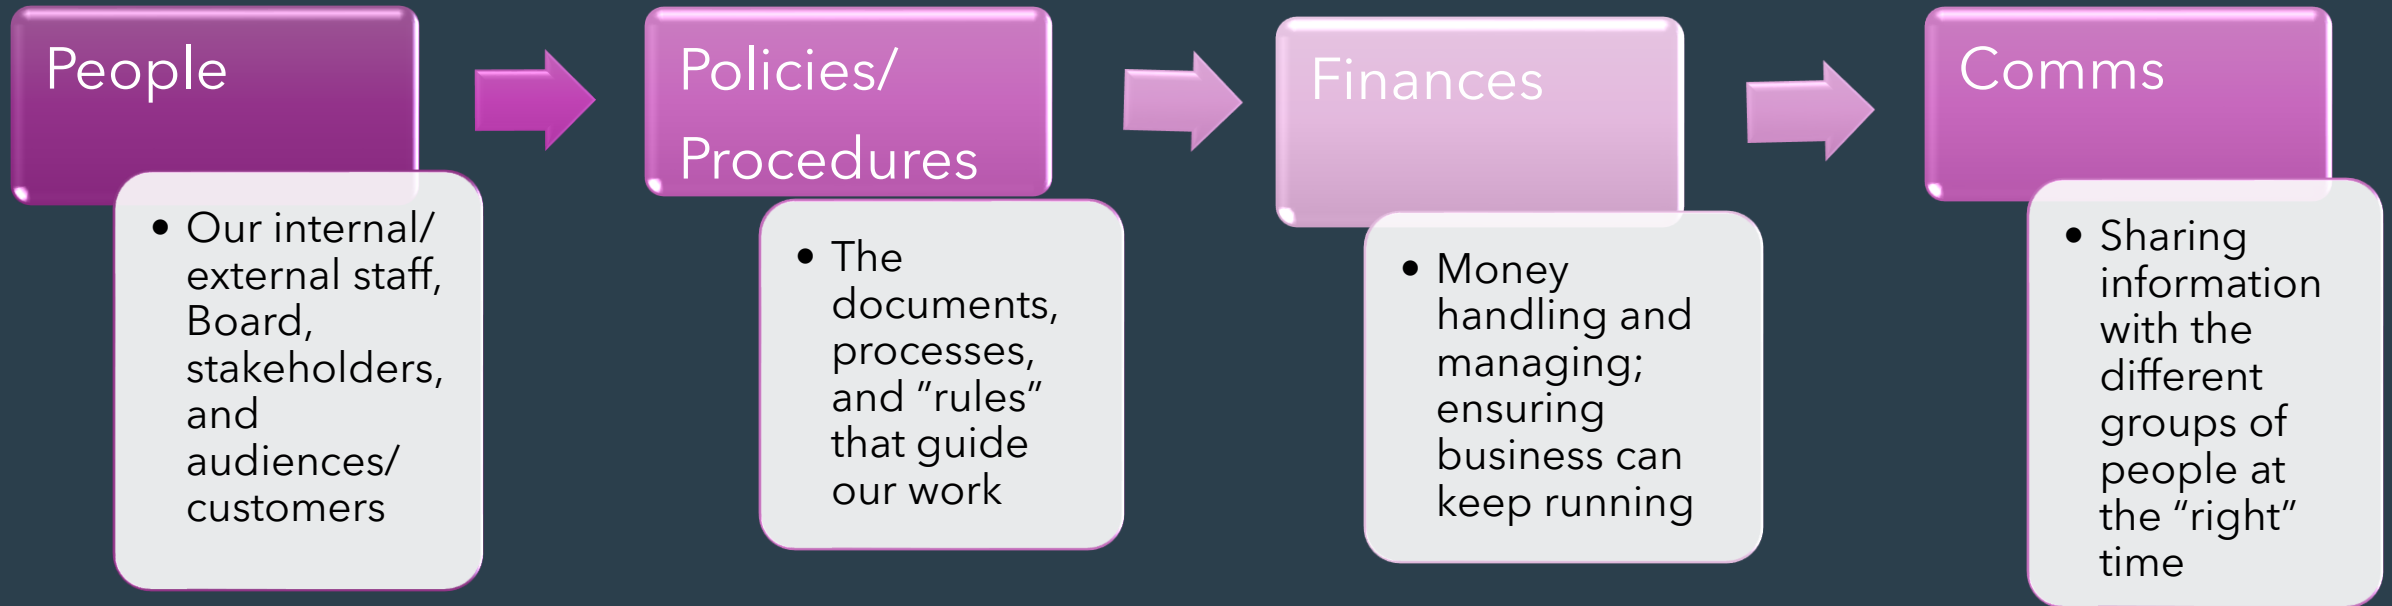 People
• Our internal/
external staff,
Board,
stakeholders,
and
audiences/
customers
Policies/
Procedures
• The
documents,
processes,
and “rules”
that guide
our work
Finances
• Money
handling and
managing;
ensuring
business can
keep running
Comms
• Sharing
information
with the
different
groups of
people at
the “right”
time